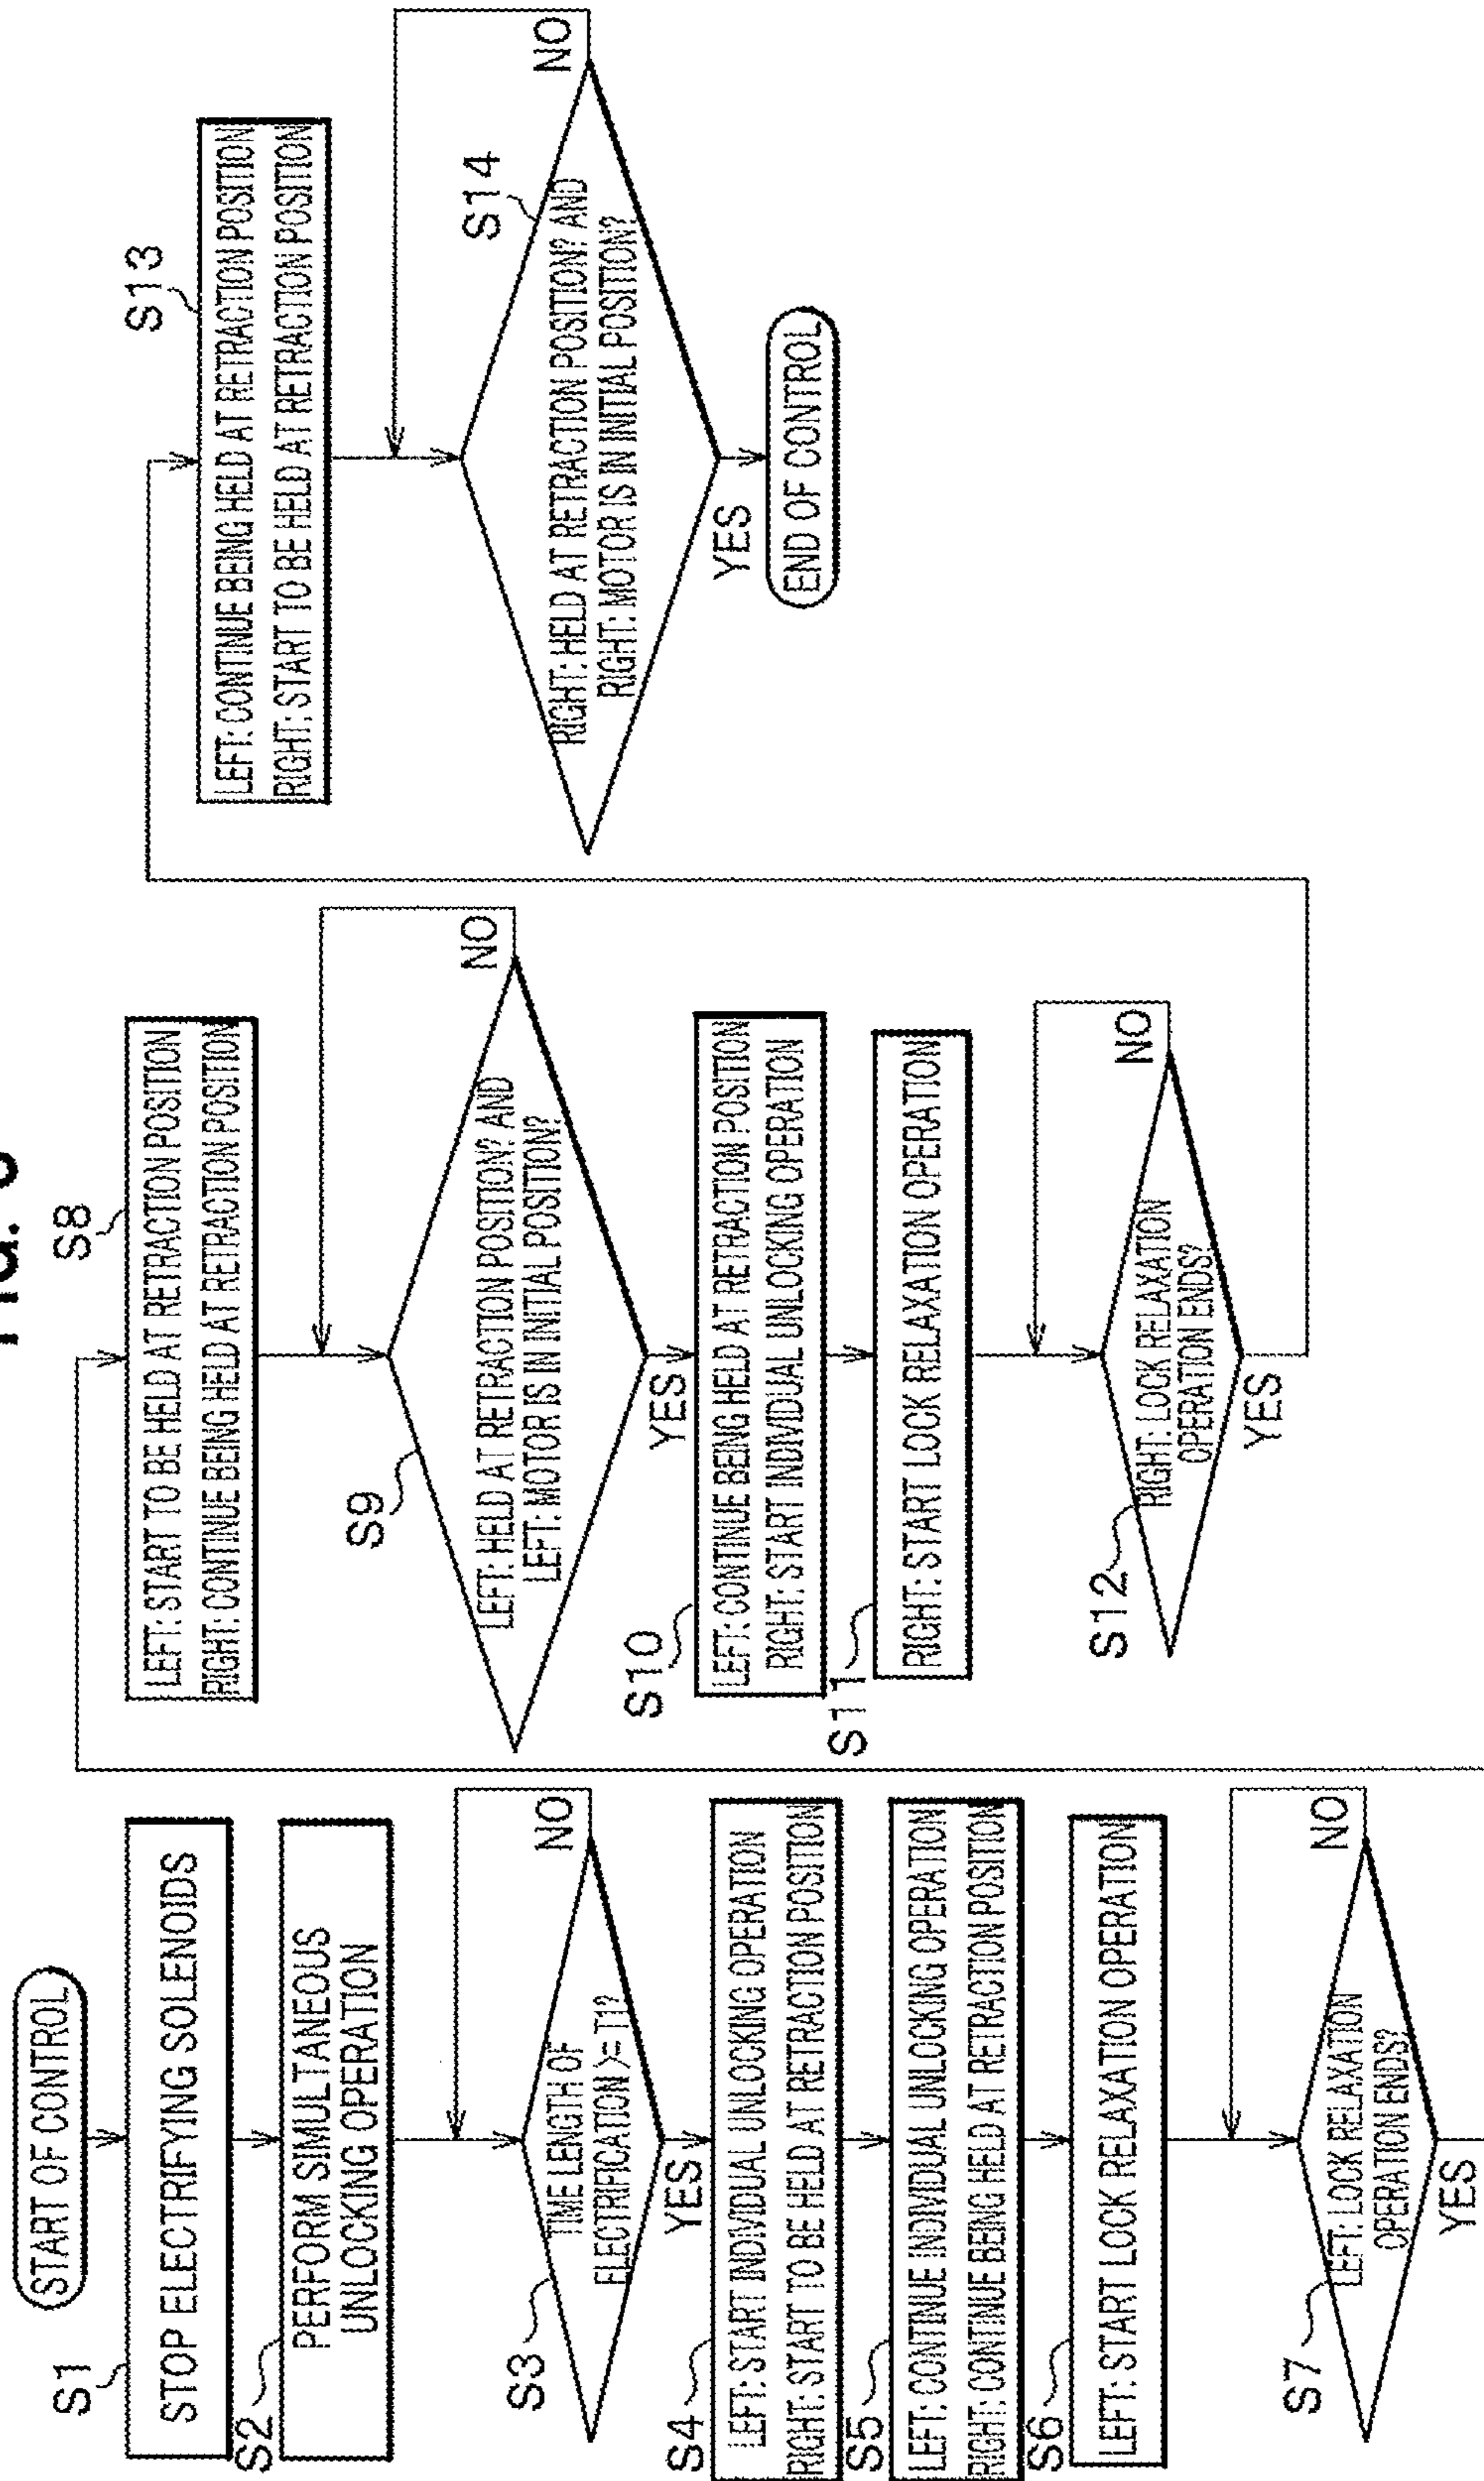 START OF CONTROL
S1
STOP ELECTRIFYING SOLENOIDS
S2
PERFORM SIMULTANEOUS
UNLOCKING OPERATION
S3
TIME LENGTH OF
ELECTRIFICATION >= T1?
NO
YES
S4
LEFT: START INDIVIDUAL UNLOCKING OPERATION
RIGHT: START TO BE HELD AT RETRACTION POSITION
S5
LEFT: CONTINUE INDIVIDUAL UNLOCKING OPERATION
RIGHT: CONTINUE BEING HELD AT RETRACTION POSITION
S6
LEFT: START LOCK RELAXATION OPERATION
S7
LEFT: LOCK RELAXATION
OPERATION ENDS?
NO
YES
S8
LEFT: START TO BE HELD AT RETRACTION POSITION
RIGHT: CONTINUE BEING HELD AT RETRACTION POSITION
S9
LEFT: HELD AT RETRACTION POSITION? AND
LEFT: MOTOR IS IN INITIAL POSITION?
NO
YES
S10
LEFT: CONTINUE BEING HELD AT RETRACTION POSITION
RIGHT: START INDIVIDUAL UNLOCKING OPERATION
S11
RIGHT: START LOCK RELAXATION OPERATION
S12
RIGHT: LOCK RELAXATION
OPERATION ENDS?
NO
YES
S13
LEFT: CONTINUE BEING HELD AT RETRACTION POSITION
RIGHT: START TO BE HELD AT RETRACTION POSITION
S14
RIGHT: HELD AT RETRACTION POSITION? AND
RIGHT: MOTOR IS IN INITIAL POSITION?
NO
YES
END OF CONTROL